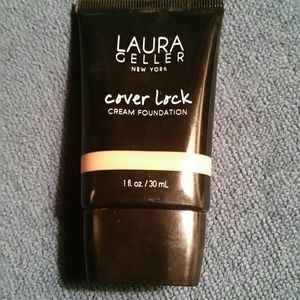 LAURA
GELLER
NEW YORK
cover lock
CREAM FOUNDATION
1 fl. oz. / 30 mL